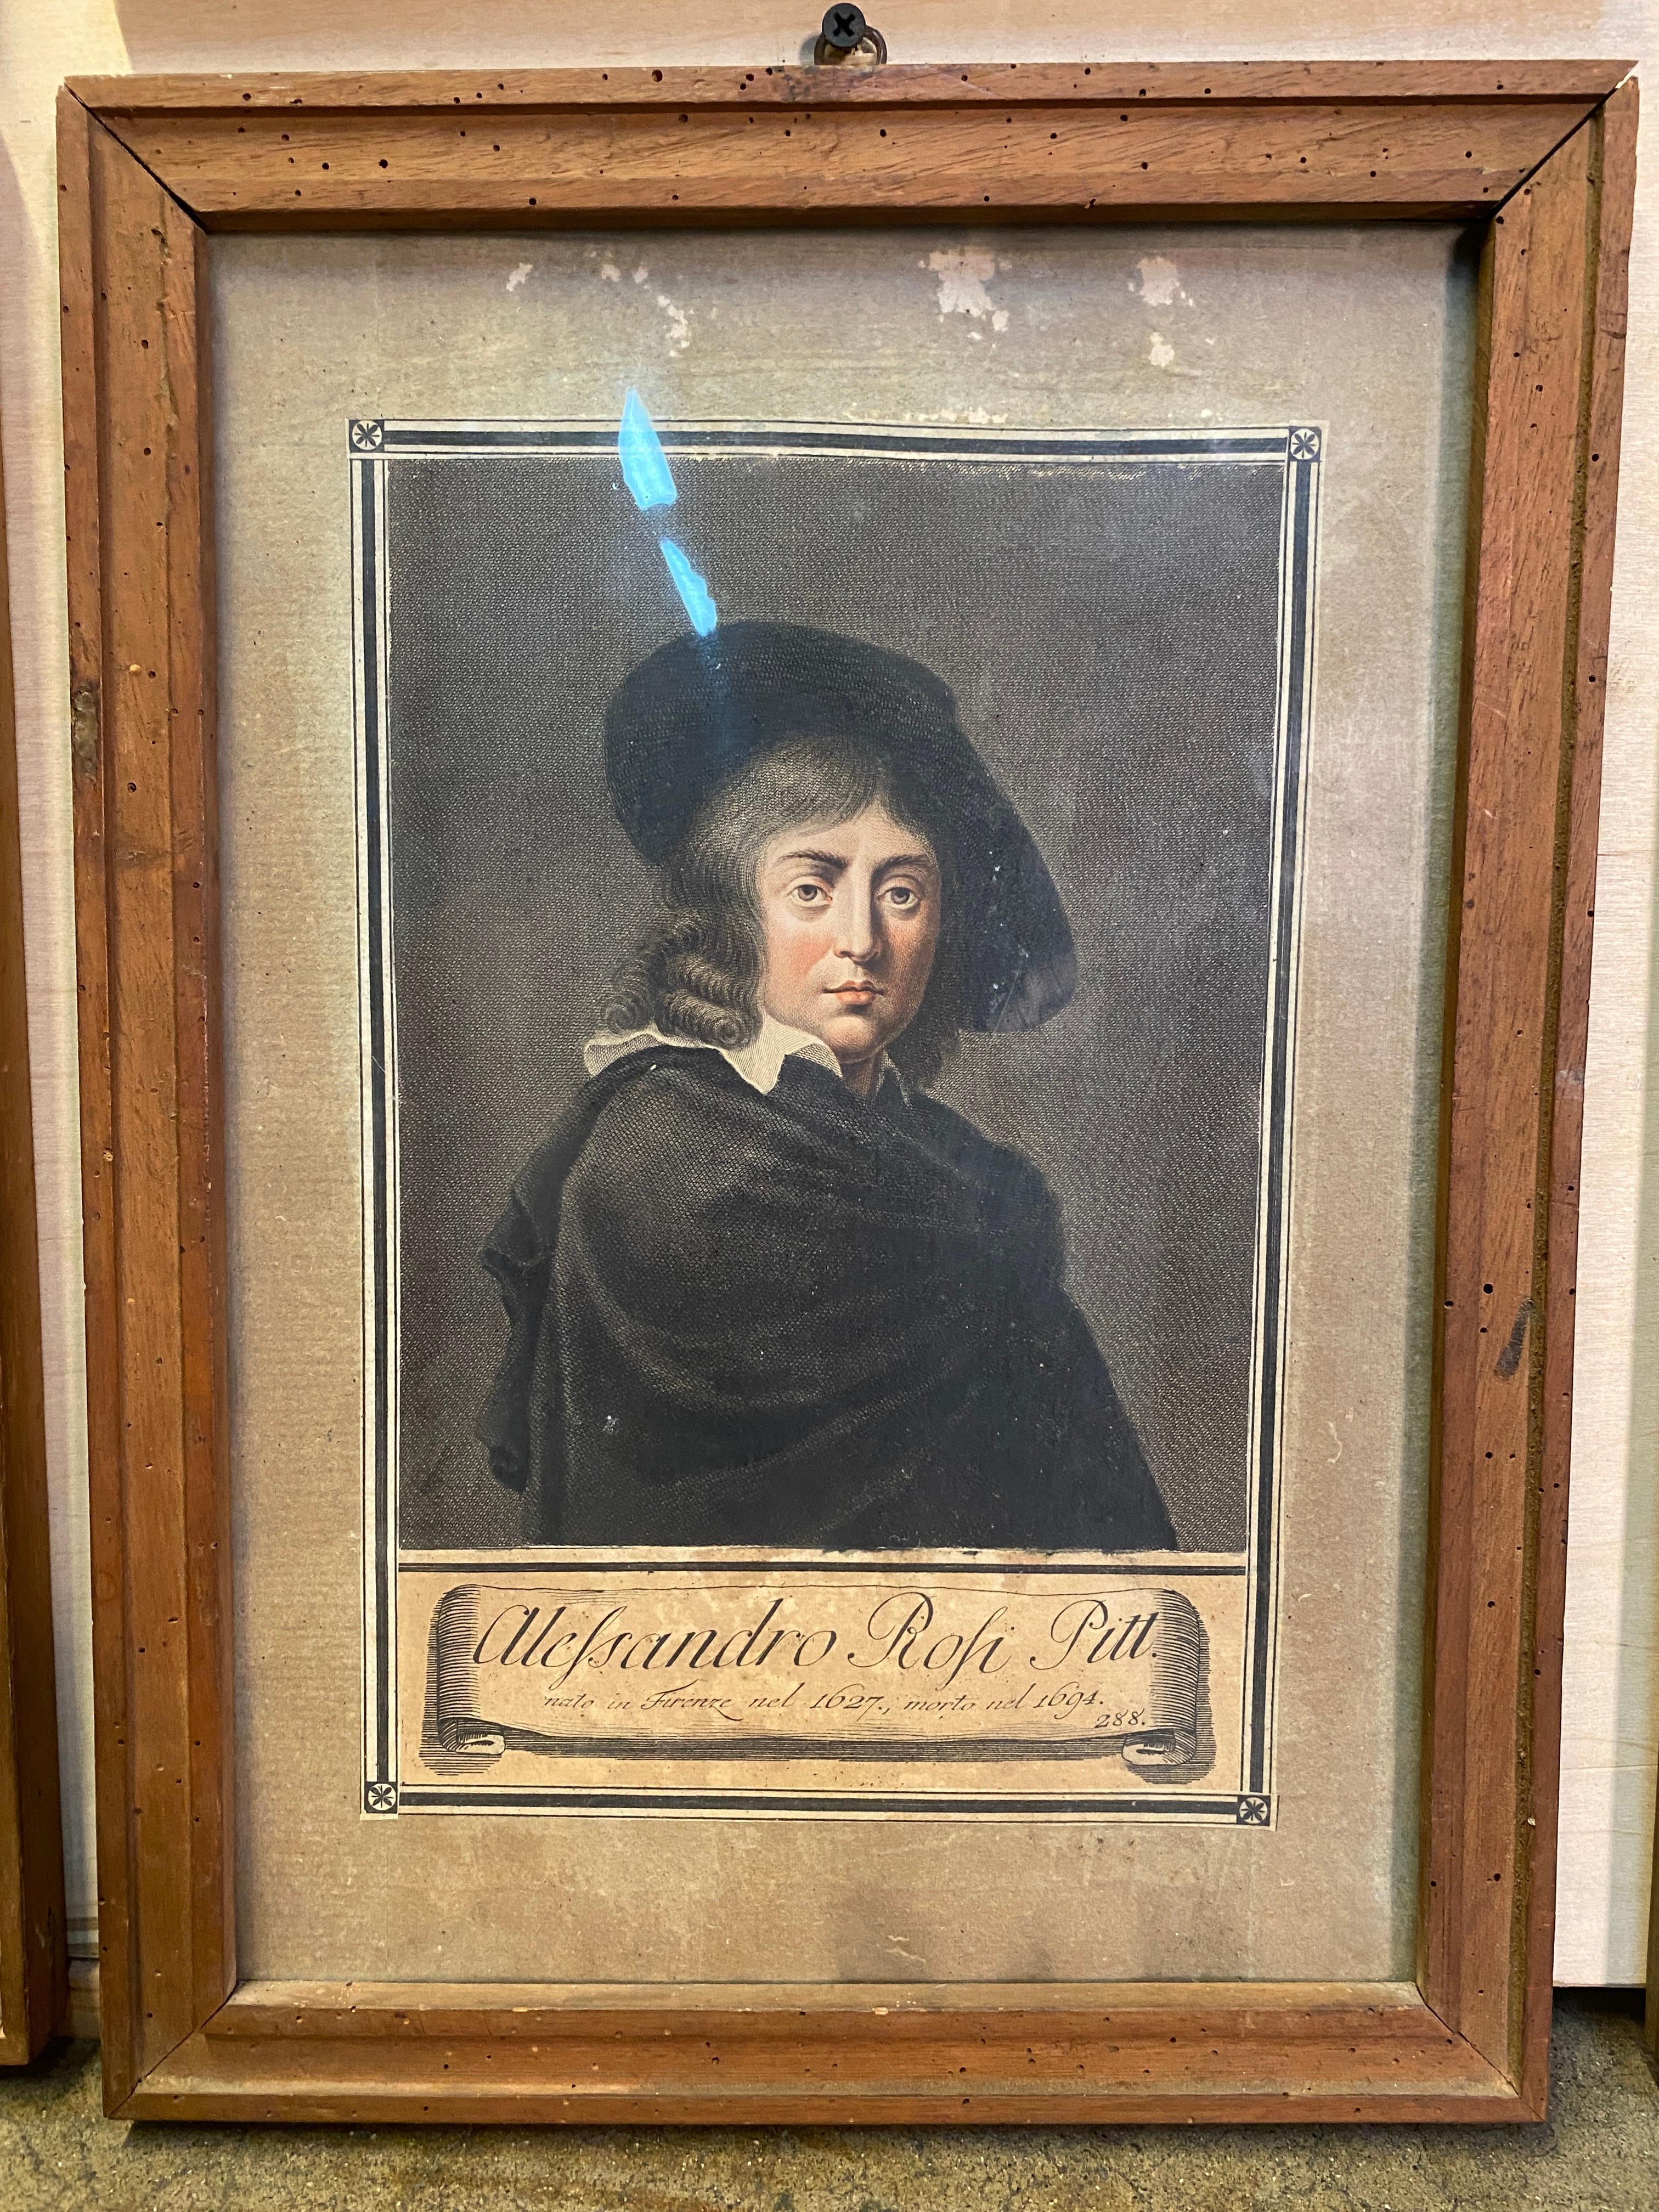 Aleſsandro Roſi Pitt.
nato in Firenze nel 1627., morto nel 1694.
288.